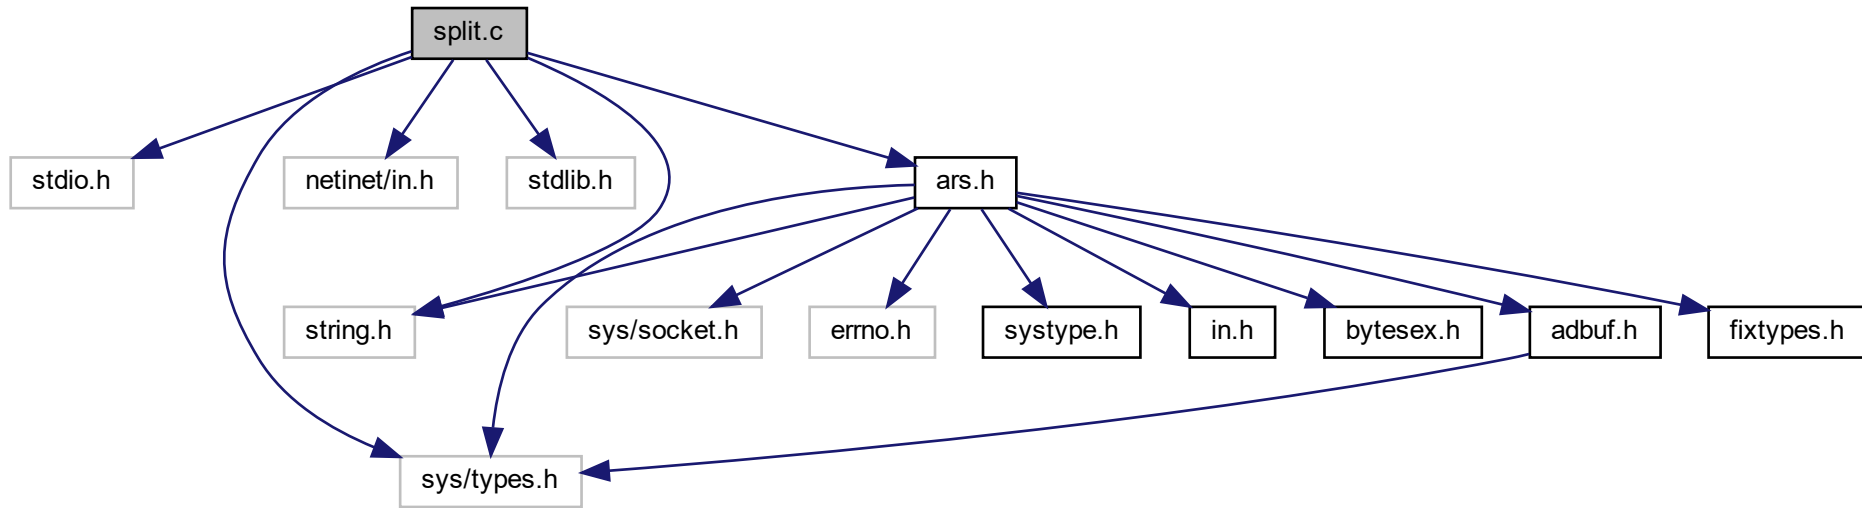 split.c
stdio.h
netinet/in.h
stdlib.h
ars.h
string.h
sys/socket.h
errno.h
systype.h
in.h
bytesex.h
adbuf.h
fixtypes.h
sys/types.h